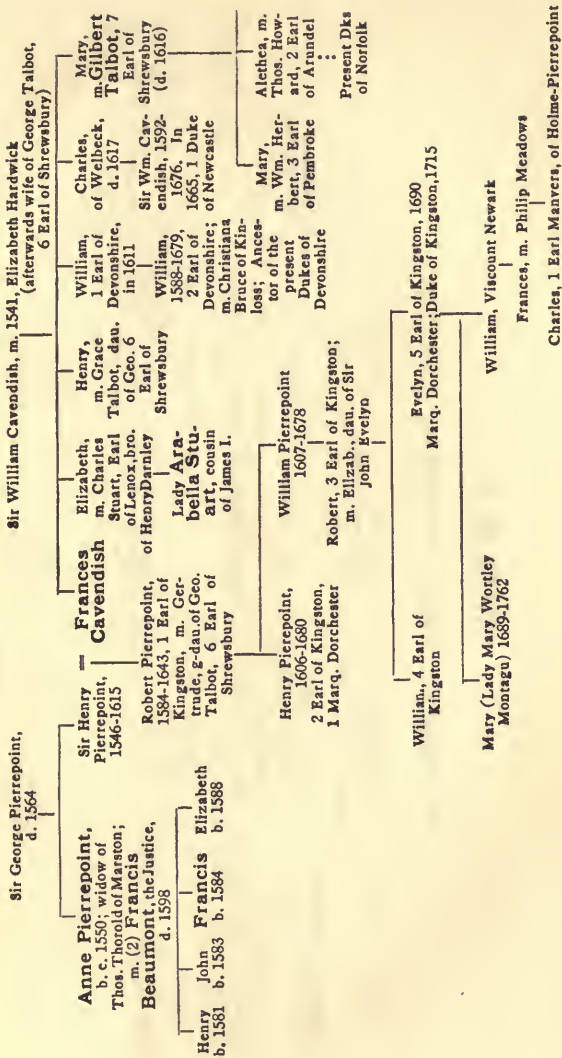 Sir George Pierrepoint,
d. 1564
Sir William Cavendish, m. 1541, Elizabeth Hardwick
(afterwards wife of George Talbot,
6 Earl of Shrewsbury)
Anne Pierrepoint,
b. c. 1550; widow of
Thos. Thorold of Marston;
m. (2) Francis
Beaumont, the Justice,
d. 1598
Sir Henry
Pierrepoint,
1546-1615
=
Frances
Cavendish
Elizabeth,
m. Charles
Stuart, Earl
of Lenox, bro.
of Henry Darnley
Henry,
m. Grace
Talbot, dau.
of Geo. 6
Earl of
Shrewsbury
William,
1 Earl of
Devonshire,
in 1611
Charles,
of Welbeck,
d. 1617
Mary,
m. Gilbert
Talbot, 7
Earl of
Shrewsbury
(d. 1616)
Henry
b. 1581
John
b. 1583
Francis
b. 1584
Elizabeth
b. 1588
Robert Pierrepoint,
1584-1643, 1 Earl of
Kingston, m. Ger-
trude, g-dau. of Geo.
Talbot, 6 Earl of
Shrewsbury
Lady Ara-
bella Stu-
art, cousin
of James I.
William,
1588-1679,
2 Earl of
Devonshire;
m. Christiana
Bruce of Kin-
loss; Ances-
tor of the
present
Dukes of
Devonshire
Sir Wm. Cav-
endish, 1592-
1676. In
1665, 1 Duke
of Newcastle
Mary,
m. Wm. Her-
bert, 3 Earl
of Pembroke
Alethea, m.
Thos. How-
ard, 2 Earl
of Arundel
:
Present Dks
of Norfolk
Henry Pierepoint,
1606-1680
2 Earl of Kingston,
1 Marq. Dorchester
William Pierrepoint
1607-1678
Robert, 3 Earl of Kingston;
m. Elizab., dau. of Sir
John Evelyn
Willian., 4 Earl of
Kingston
Evelyn, 5 Earl of Kingston, 1690
Marq. Dorchester; Duke of Kingston, 1715
Mary (Lady Mary Wortley
Montagu) 1689-1762
William, Viscount Newark
Frances, m. Philip Meadows
Charles, 1 Earl Manvers, of Holme-Pierrepoint